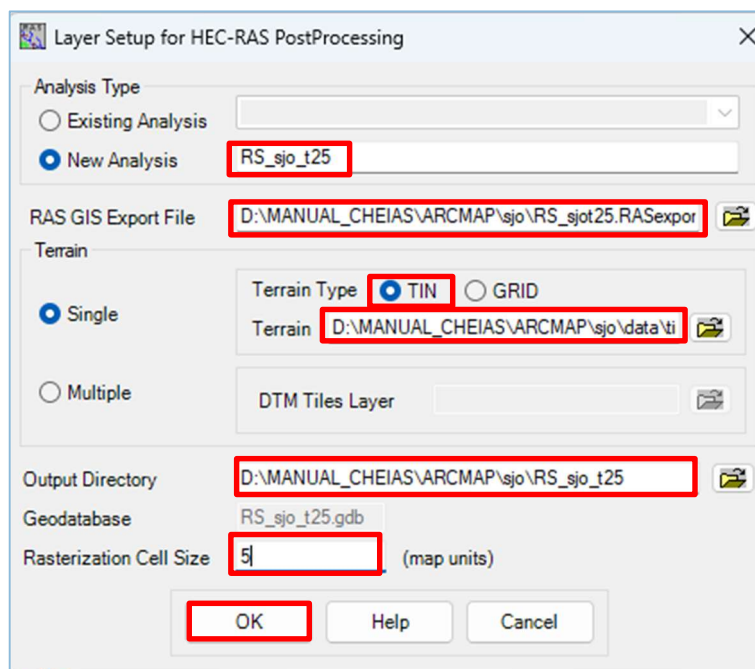 Layer Setup for HEC-RAS PostProcessing
Analysis Type
Existing Analysis
New Analysis RS_sjo_t25
RAS GIS Export File D:\MANUAL_CHEIAS\ARCMAP\sjo\RS_sjot25.RASexpor
Terrain
Terrain Type TIN GRID
Single
Terrain D:\MANUAL_CHEIAS\ARCMAP\sjo\data\ti
Multiple
DTM Tiles Layer
Output Directory D:\MANUAL_CHEIAS\ARCMAP\sjo\RS_sjo_t25
Geodatabase RS_sjo_t25.gdb
Rasterization Cell Size 5 (map units)
OK Help Cancel